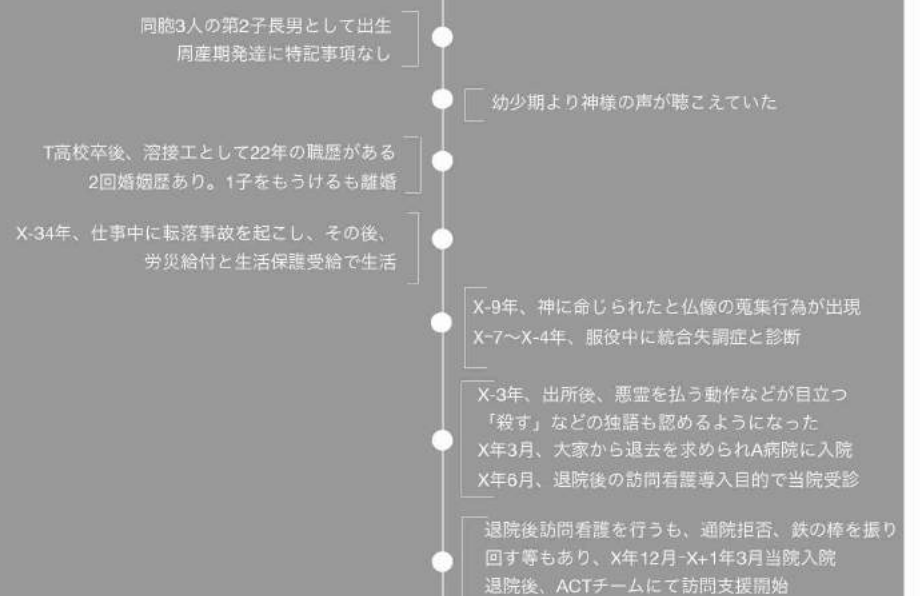 同胞3人の第2子長男として出生
周産期発達に特記事項なし
幼少期より神様の声が聴こえていた
T高校卒後、溶接工として22年の職歴がある
2回婚姻歴あり。1子をもうけるも離婚
X-34年、仕事中に転落事故を起こし、その後、
労災給付と生活保護受給で生活
X-9年、神に命じられたと仏像の蒐集行為が出現
X-7〜X-4年、服役中に統合失調症と診断
X-3年、出所後、悪霊を払う動作などが目立つ
「殺す」などの独語も認めるようになった
X年3月、大家から退去を求められA病院に入院
X年6月、退院後の訪問看護導入目的で当院受診
退院後訪問看護を行うも、通院拒否、鉄の棒を振り
回す等もあり、X年12月-X+1年3月当院入院
退院後、ACTチームにて訪問支援開始